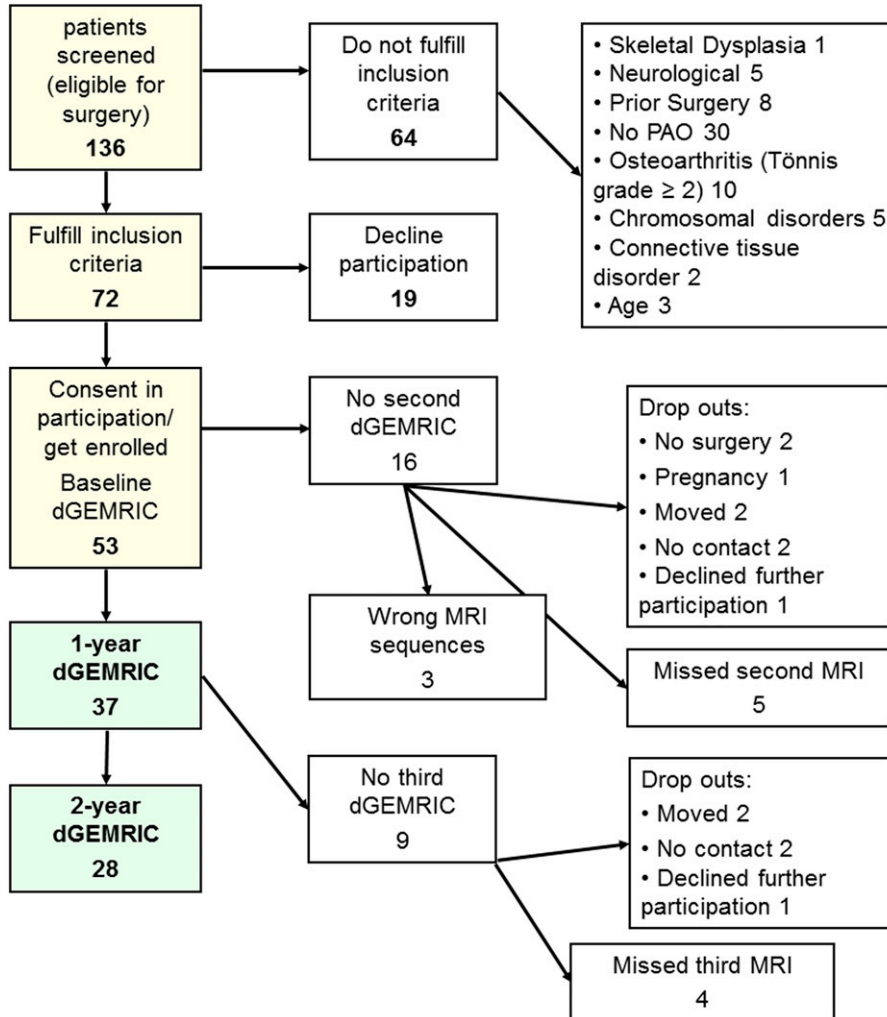 patients
screened
(eligible for
surgery)
136
Do not fulfill
inclusion
criteria
64
• Skeletal Dysplasia 1
• Neurological 5
• Prior Surgery 8
• No PAO 30
• Osteoarthritis (Tönnis
grade ≥ 2) 10
• Chromosomal disorders 5
• Connective tissue
disorder 2
• Age 3
Fulfill inclusion
criteria
72
Decline
participation
19
Consent in
participation/
get enrolled
Baseline
dGEMRIC
53
No second
dGEMRIC
16
Drop outs:
• No surgery 2
• Pregnancy 1
• Moved 2
• No contact 2
• Declined further
participation 1
Wrong MRI
sequences
3
Missed second MRI
5
1-year
dGEMRIC
37
No third
dGEMRIC
9
Drop outs:
• Moved 2
• No contact 2
• Declined further
participation 1
2-year
dGEMRIC
28
Missed third MRI
4